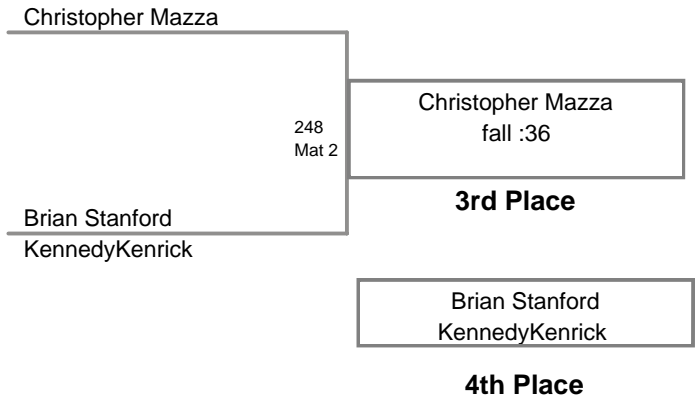 Christopher Mazza
Christopher Mazza
fall :36
248
Mat 2
3rd Place
Brian Stanford
KennedyKenrick
Brian Stanford
KennedyKenrick
4th Place